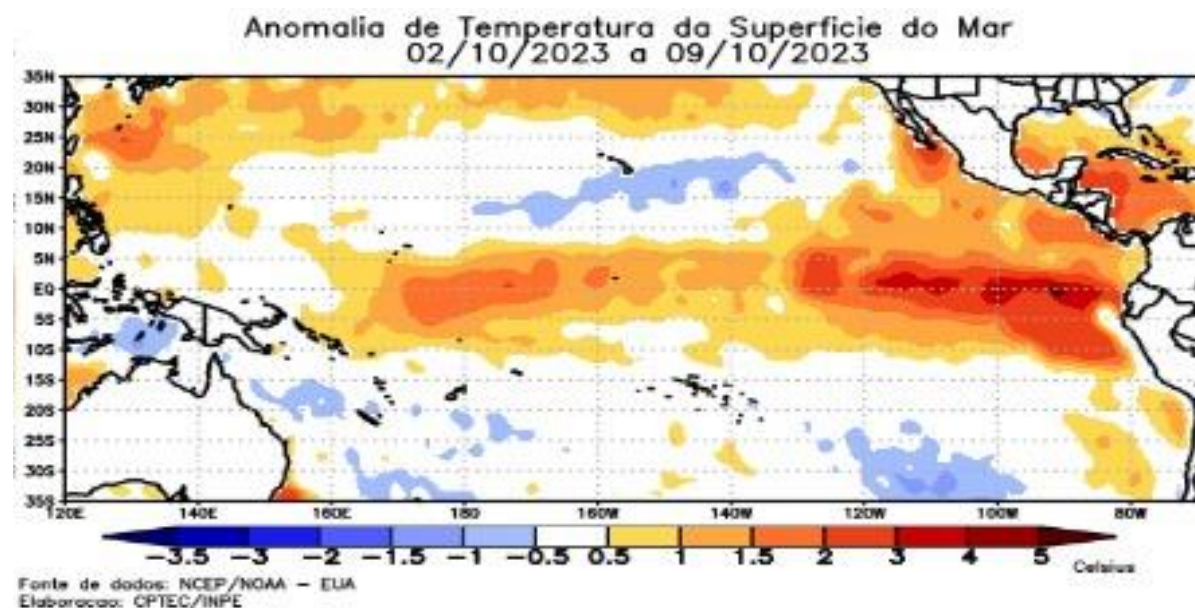 Anomalia de Temperatura da Superficie do Mar
02/10/2023 a 09/10/2023
35N
30N
25N
20N
15N
10N
5N
EQ
5S
10S
15S
20S
25S
30S
35S
120E 140E 160E 180 160W 140W 120W 100W 80W
-3.5 -3 -2 -1.5 -1 -0.5 0.5 1 1.5 2 3 4 5
Celsius
Fonte de dados: NCEP/NOAA - EUA
Elaboracao: CPTEC/INPE